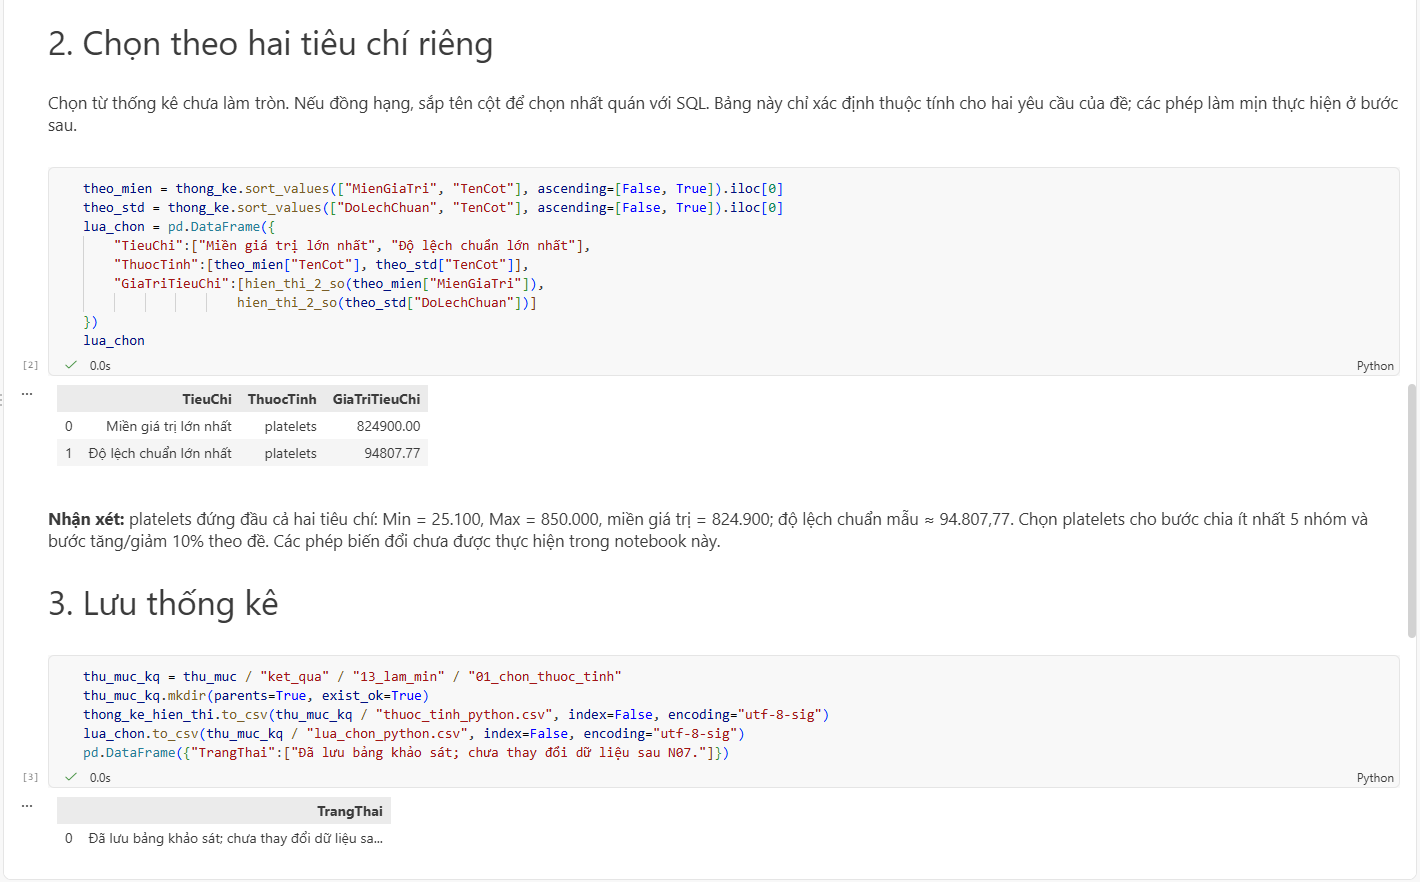 2. Chọn theo hai tiêu chí riêng
Chọn từ thống kê chưa làm tròn. Nếu đồng hạng, sắp tên cột để chọn nhất quán với SQL. Bảng này chỉ xác định thuộc tính cho hai yêu cầu của đề; các phép làm mịn thực hiện ở bước
sau.
theo_mien = thong_ke.sort_values(["MienGiaTri", "TenCot"], ascending=[False, True]).iloc[0]
theo_std = thong_ke.sort_values(["DoLechChuan", "TenCot"], ascending=[False, True]).iloc[0]
lua_chon = pd.DataFrame({
    "TieuChi":["Miền giá trị lớn nhất", "Độ lệch chuẩn lớn nhất"],
    "ThuocTinh":[theo_mien["TenCot"], theo_std["TenCot"]],
    "GiaTriTieuChi":[hien_thi_2_so(theo_mien["MienGiaTri"]),
                    hien_thi_2_so(theo_std["DoLechChuan"])]
})
lua_chon
[2] ✓ 0.0s Python
... TieuChi ThuocTinh GiaTriTieuChi
0 Miền giá trị lớn nhất platelets 824900.00
1 Độ lệch chuẩn lớn nhất platelets 94807.77
Nhận xét: platelets đứng đầu cả hai tiêu chí: Min = 25.100, Max = 850.000, miền giá trị = 824.900; độ lệch chuẩn mẫu ≈ 94.807,77. Chọn platelets cho bước chia ít nhất 5 nhóm và
bước tăng/giảm 10% theo đề. Các phép biến đổi chưa được thực hiện trong notebook này.
3. Lưu thống kê
thu_muc_kq = thu_muc / "ket_qua" / "13_lam_min" / "01_chon_thuoc_tinh"
thu_muc_kq.mkdir(parents=True, exist_ok=True)
thong_ke_hien_thi.to_csv(thu_muc_kq / "thuoc_tinh_python.csv", index=False, encoding="utf-8-sig")
lua_chon.to_csv(thu_muc_kq / "lua_chon_python.csv", index=False, encoding="utf-8-sig")
pd.DataFrame({"TrangThai":["Đã lưu bảng khảo sát; chưa thay đổi dữ liệu sau N07."]})
[3] ✓ 0.0s Python
... TrangThai
0 Đã lưu bảng khảo sát; chưa thay đổi dữ liệu sa...